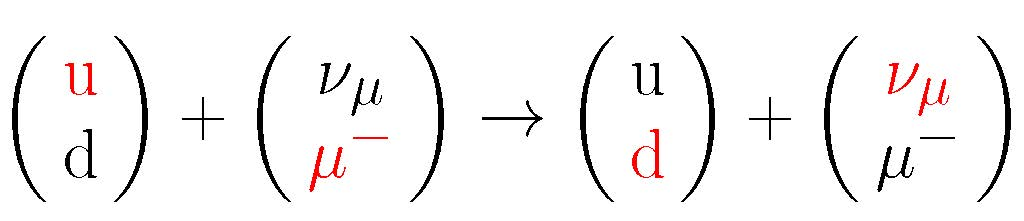 ( u ) + ( ν_μ ) → ( u ) + ( ν_μ )
( d ) ( μ⁻ ) ( d ) ( μ⁻ )